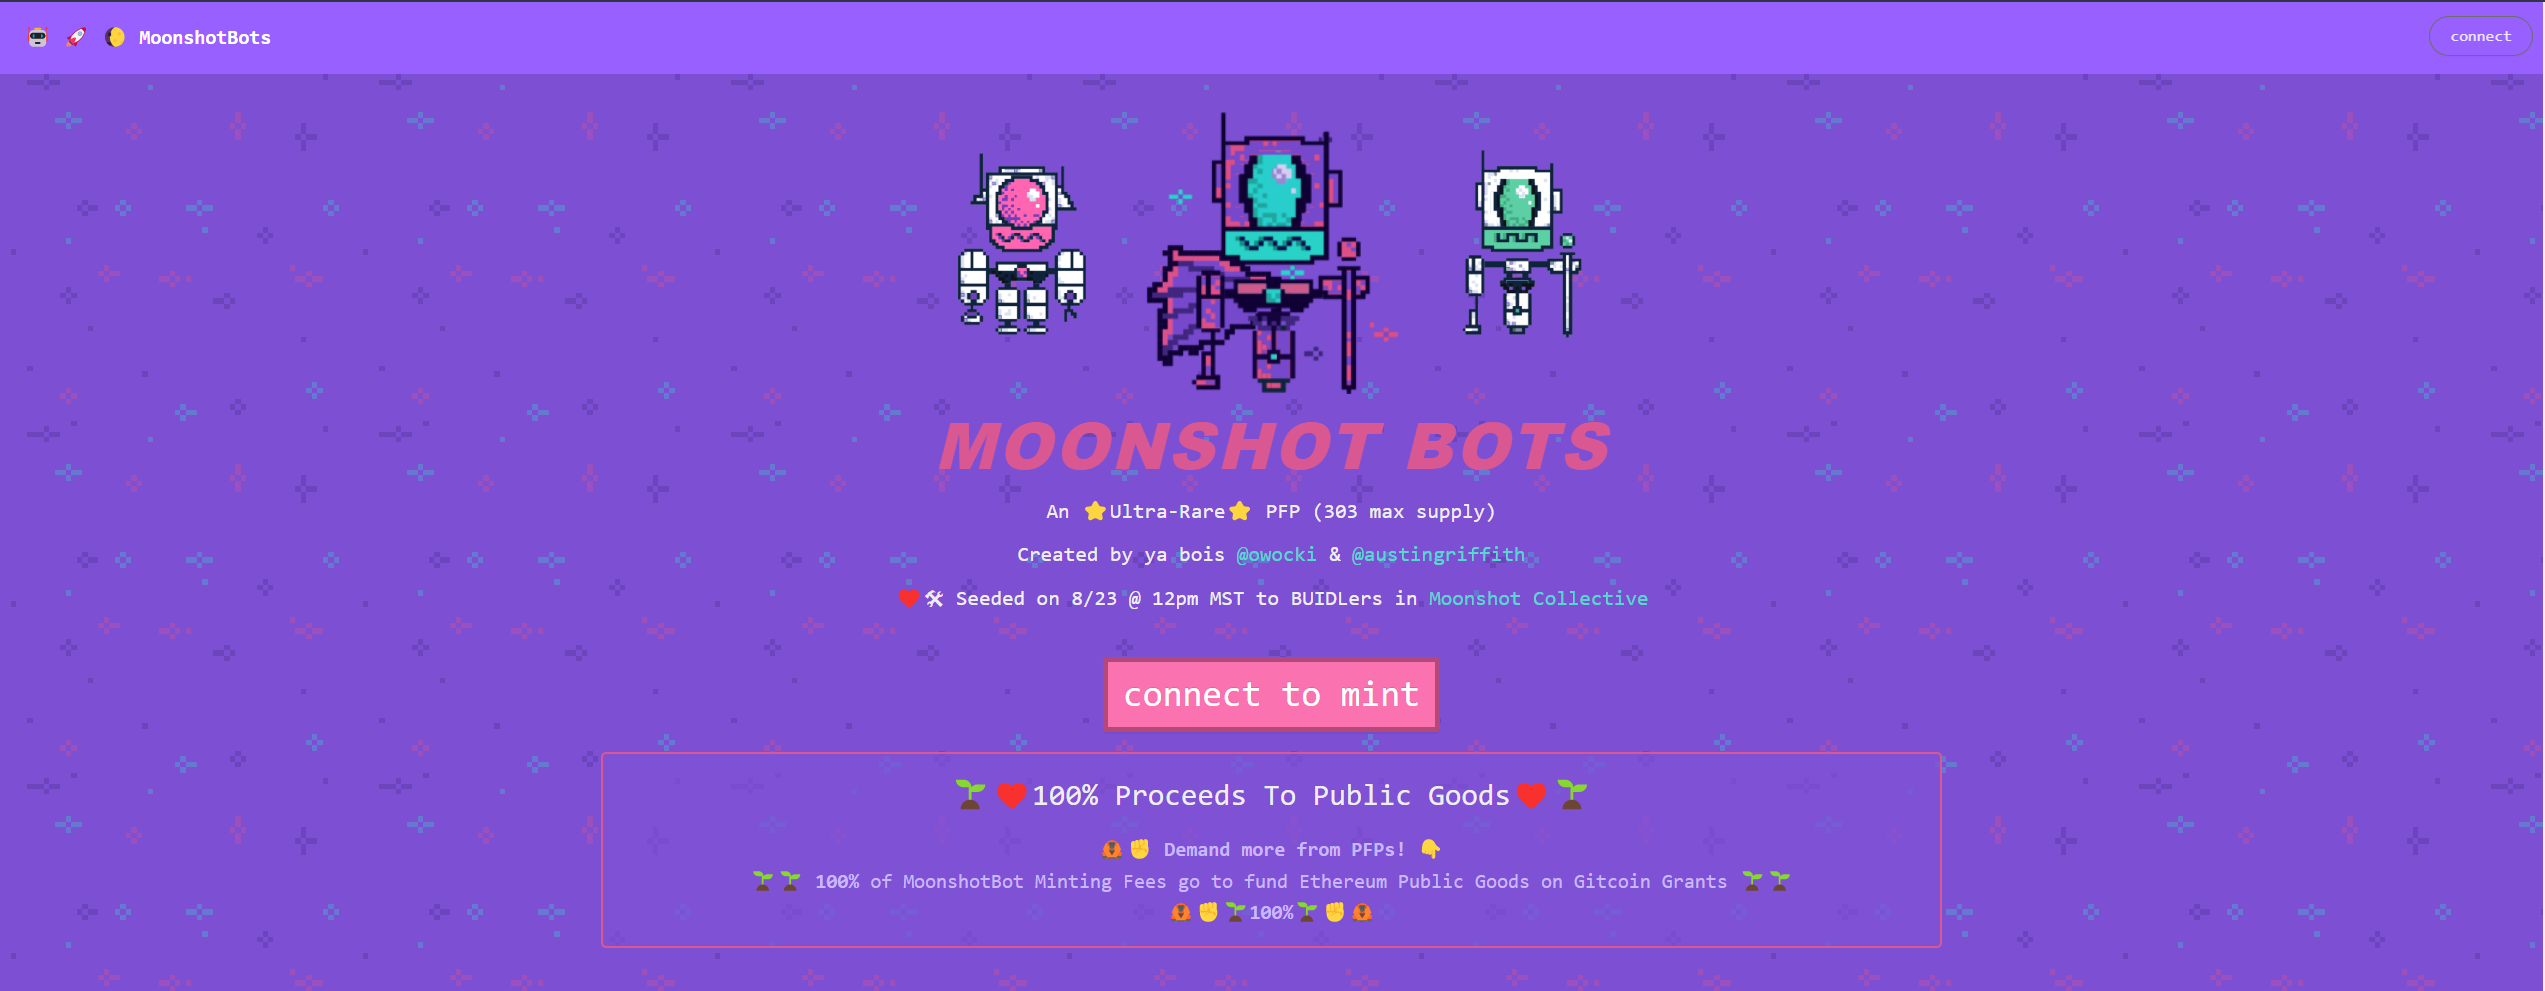 🤖 🚀 🌔 MoonshotBots
connect
MOONSHOT BOTS
An ⭐Ultra-Rare⭐ PFP (303 max supply)
Created by ya bois @owocki & @austingriffith
❤️🛠 Seeded on 8/23 @ 12pm MST to BUIDLers in Moonshot Collective
connect to mint
🌱❤️100% Proceeds To Public Goods❤️🌱
🦺✊ Demand more from PFPs! 👇
🌱🌱 100% of MoonshotBot Minting Fees go to fund Ethereum Public Goods on Gitcoin Grants 🌱🌱
🦺✊🌱100%🌱✊🦺